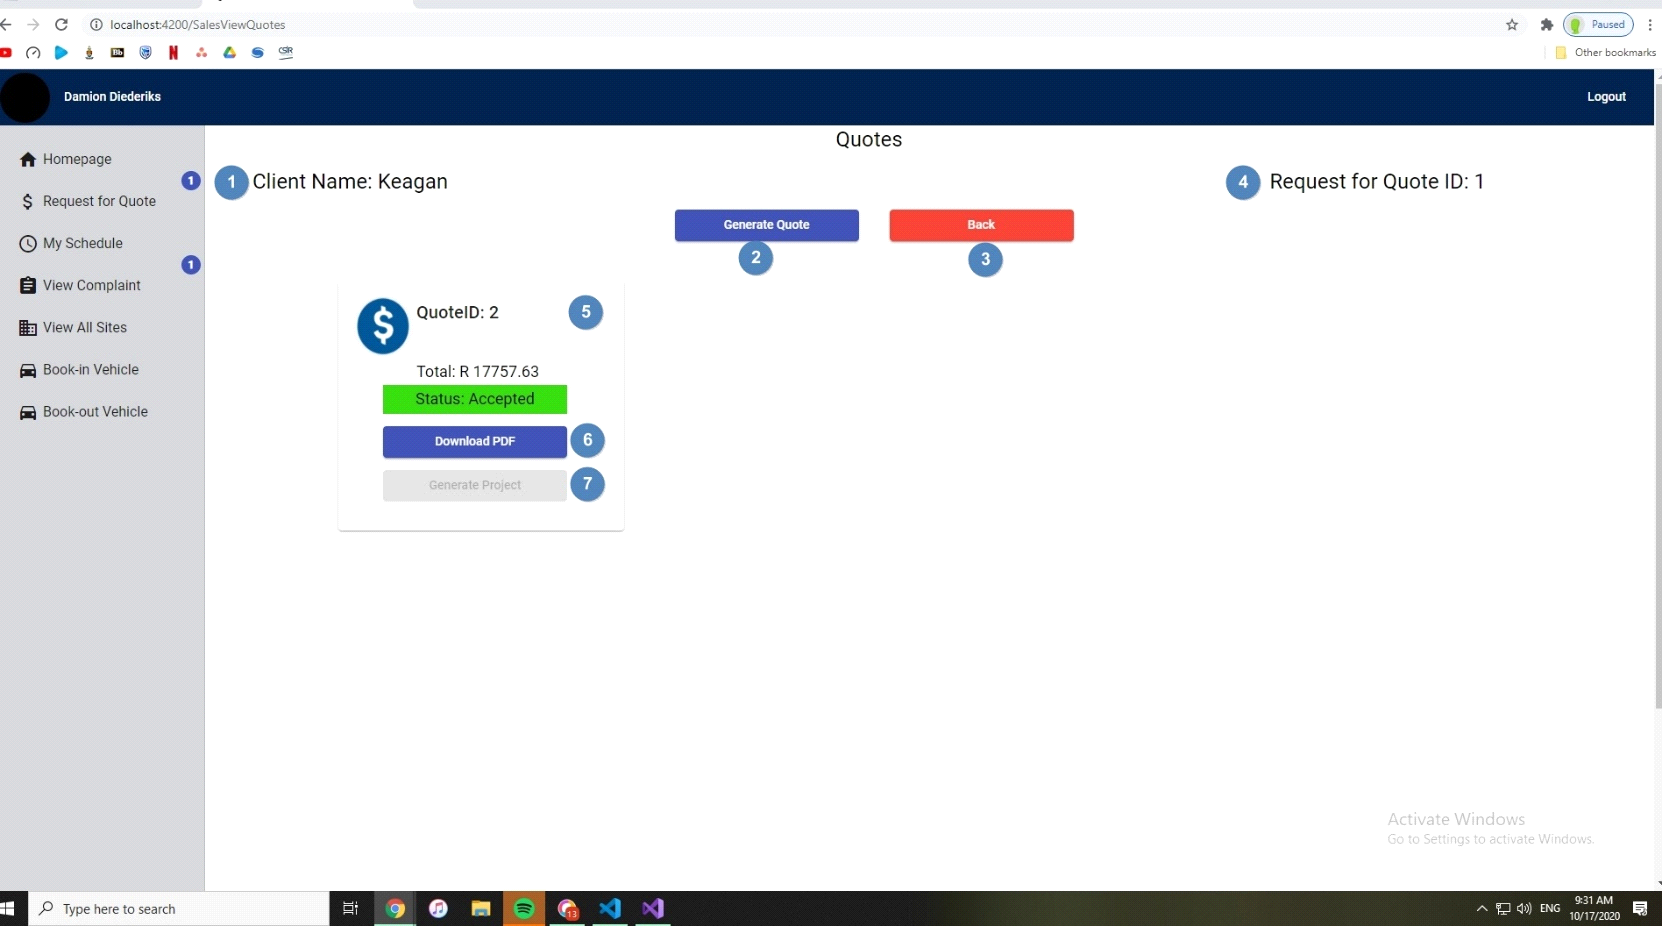 localhost:4200/SalesViewQuotes
Paused
Bb
CSIR
Other bookmarks
Damion Diederiks
Logout
Quotes
Homepage
1
1 Client Name: Keagan
4 Request for Quote ID: 1
Request for Quote
Generate Quote
Back
My Schedule
2
3
1
View Complaint
QuoteID: 2
5
View All Sites
Book-in Vehicle
Total: R 17757.63
Status: Accepted
Book-out Vehicle
Download PDF
6
Generate Project
7
Activate Windows
Go to Settings to activate Windows.
Type here to search
13
ENG
9:31 AM
10/17/2020